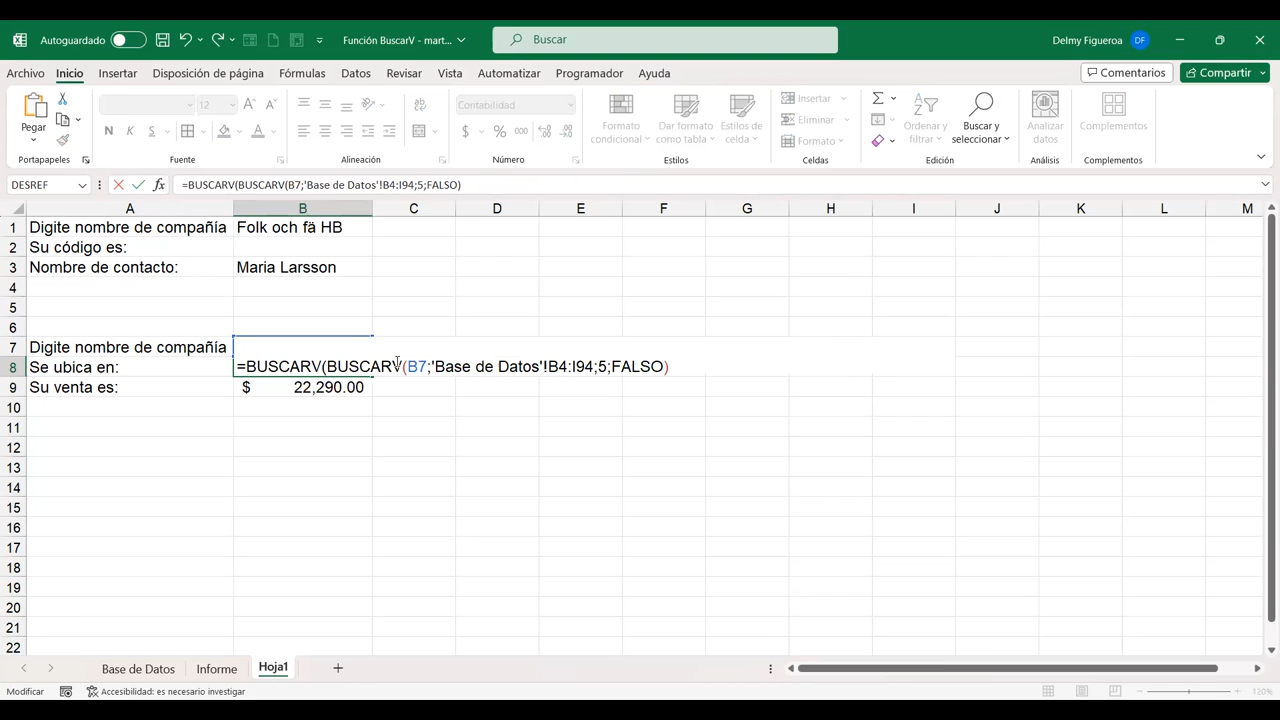 Autoguardado
Función BuscarV - mart...
Buscar
Delmy Figueroa DF
Archivo Inicio Insertar Disposición de página Fórmulas Datos Revisar Vista Automatizar Programador Ayuda
Comentarios Compartir
Pegar
12
Contabilidad
Formato condicional
Dar formato como tabla
Estilos de celda
Insertar
Eliminar
Formato
Ordenar y filtrar
Buscar y seleccionar
Analizar datos
Complementos
Portapapeles Fuente Alineación Número Estilos Celdas Edición Análisis Complementos
DESREF =BUSCARV(BUSCARV(B7;'Base de Datos'!B4:I94;5;FALSO)
A B C D E F G H I J K L M
1 Digite nombre de compañía Folk och fä HB
2 Su código es:
3 Nombre de contacto: Maria Larsson
4
5
6
7 Digite nombre de compañía
8 Se ubica en: =BUSCARV(BUSCARV(B7;'Base de Datos'!B4:I94;5;FALSO)
9 Su venta es: $ 22,290.00
10
11
12
13
14
15
16
17
18
19
20
21
22
Base de Datos Informe Hoja1
Modificar Accesibilidad: es necesario investigar 120%